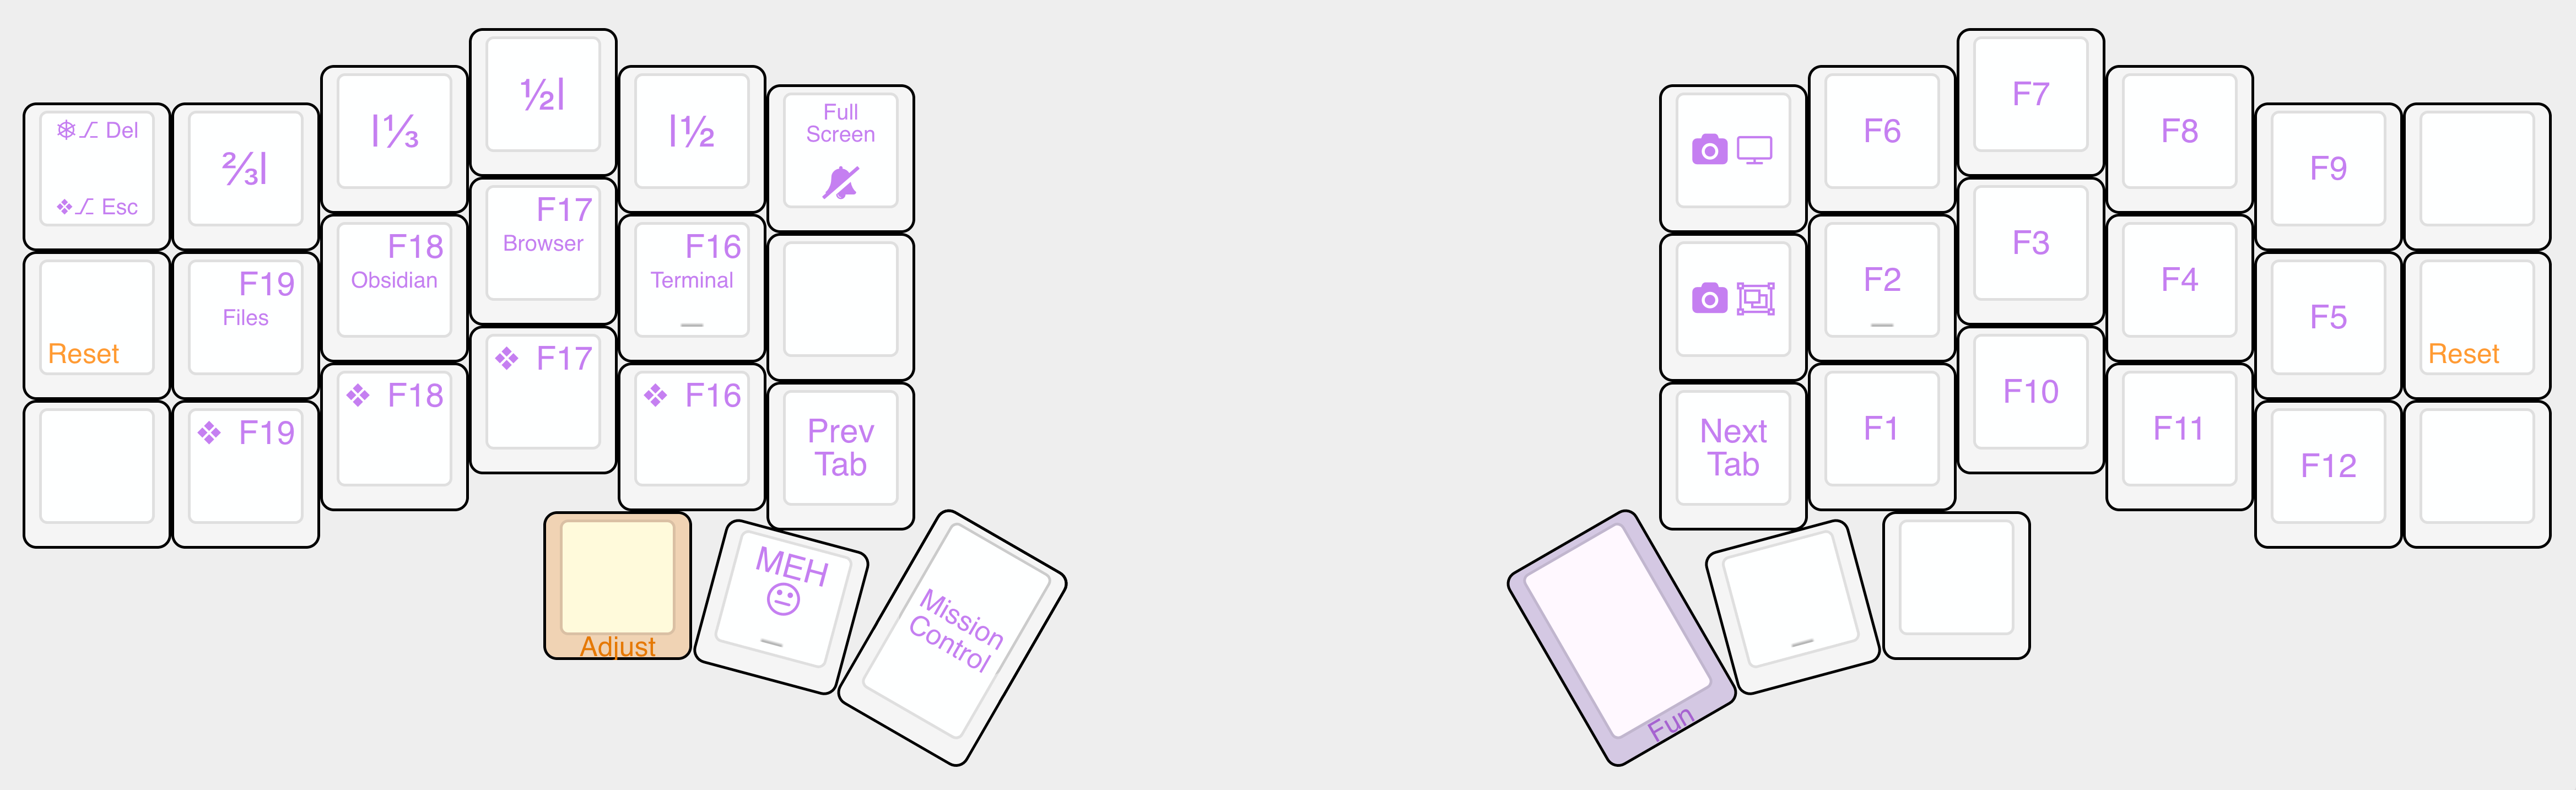 ⎈⌥ Del
❖⌥ Esc
⅔|
|⅓
½|
|½
Full
Screen
F6
F7
F8
F9
Reset
F19
Files
F18
Obsidian
F17
Browser
F16
Terminal
F2
F3
F4
F5
Reset
❖ F19
❖ F18
❖ F17
❖ F16
Prev
Tab
Next
Tab
F1
F10
F11
F12
Adjust
MEH
Mission
Control
Fun